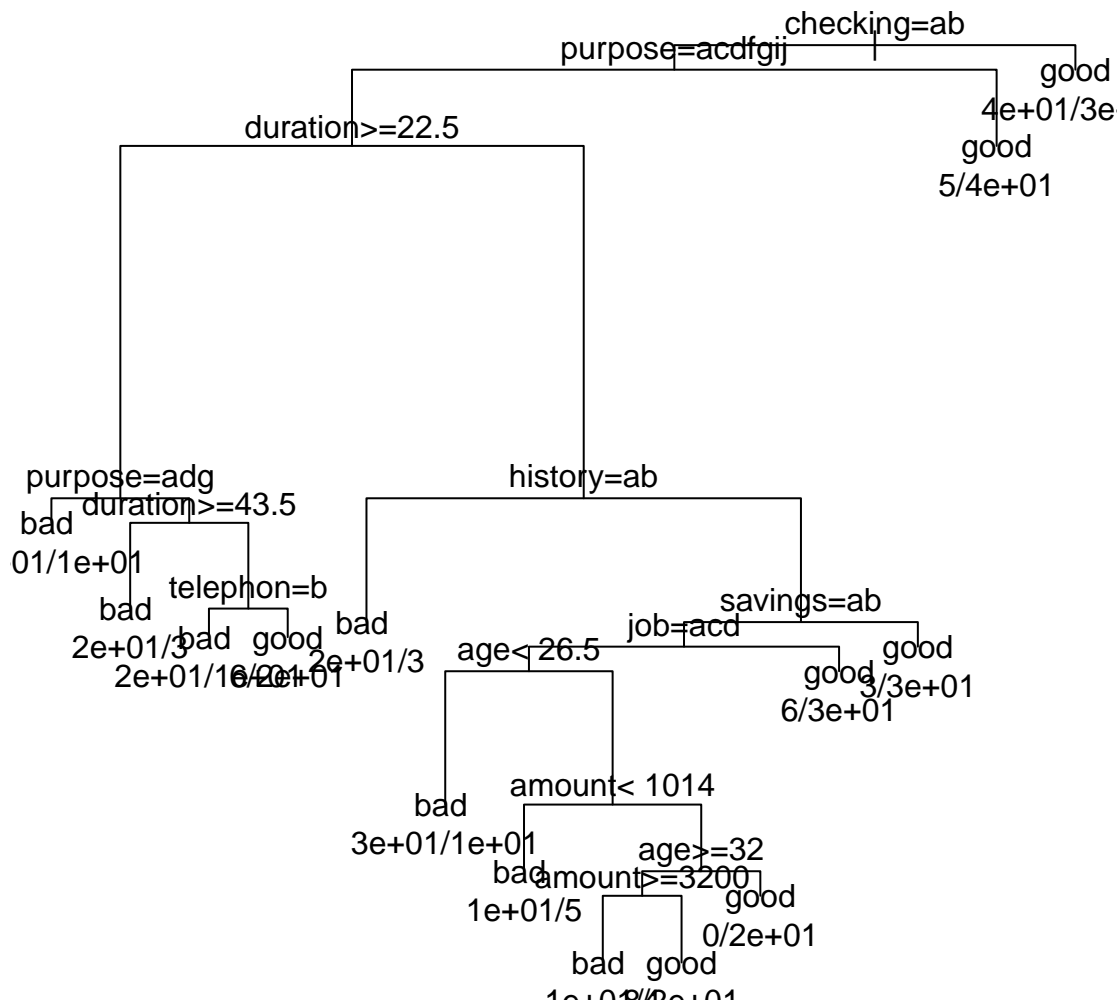 checking=ab
purpose=acdfgij
good
4e+01/3e
good
5/4e+01
duration>=22.5
purpose=adg
duration>=43.5
bad
01/1e+01
telephon=b
bad
2e+01/3
bad
good
history=ab
bad
2e+01/3
savings=ab
job=acd
good
3/3e+01
good
6/3e+01
age< 26.5
bad
3e+01/1e+01
amount< 1014
bad
1e+01/5
age>=32
amount>=3200
good
0/2e+01
bad
good